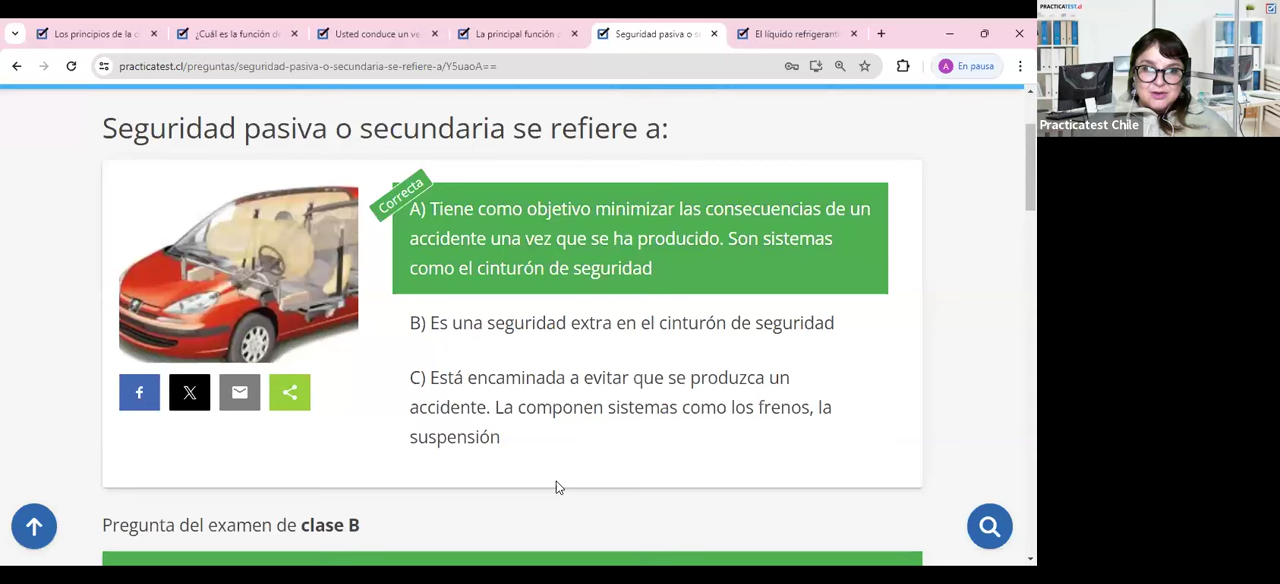 Los principios de la c
¿Cuál es la función de
Usted conduce un ve
La principal función
Seguridad pasiva o s
El líquido refrigerant
practicatest.cl/preguntas/seguridad-pasiva-o-secundaria-se-refiere-a/Y5uaoA==
A
En pausa
PRACTICATEST.cl
Practicatest Chile
Seguridad pasiva o secundaria se refiere a:
Correcta
A) Tiene como objetivo minimizar las consecuencias de un
accidente una vez que se ha producido. Son sistemas
como el cinturón de seguridad
B) Es una seguridad extra en el cinturón de seguridad
C) Está encaminada a evitar que se produzca un
accidente. La componen sistemas como los frenos, la
suspensión
Pregunta del examen de clase B